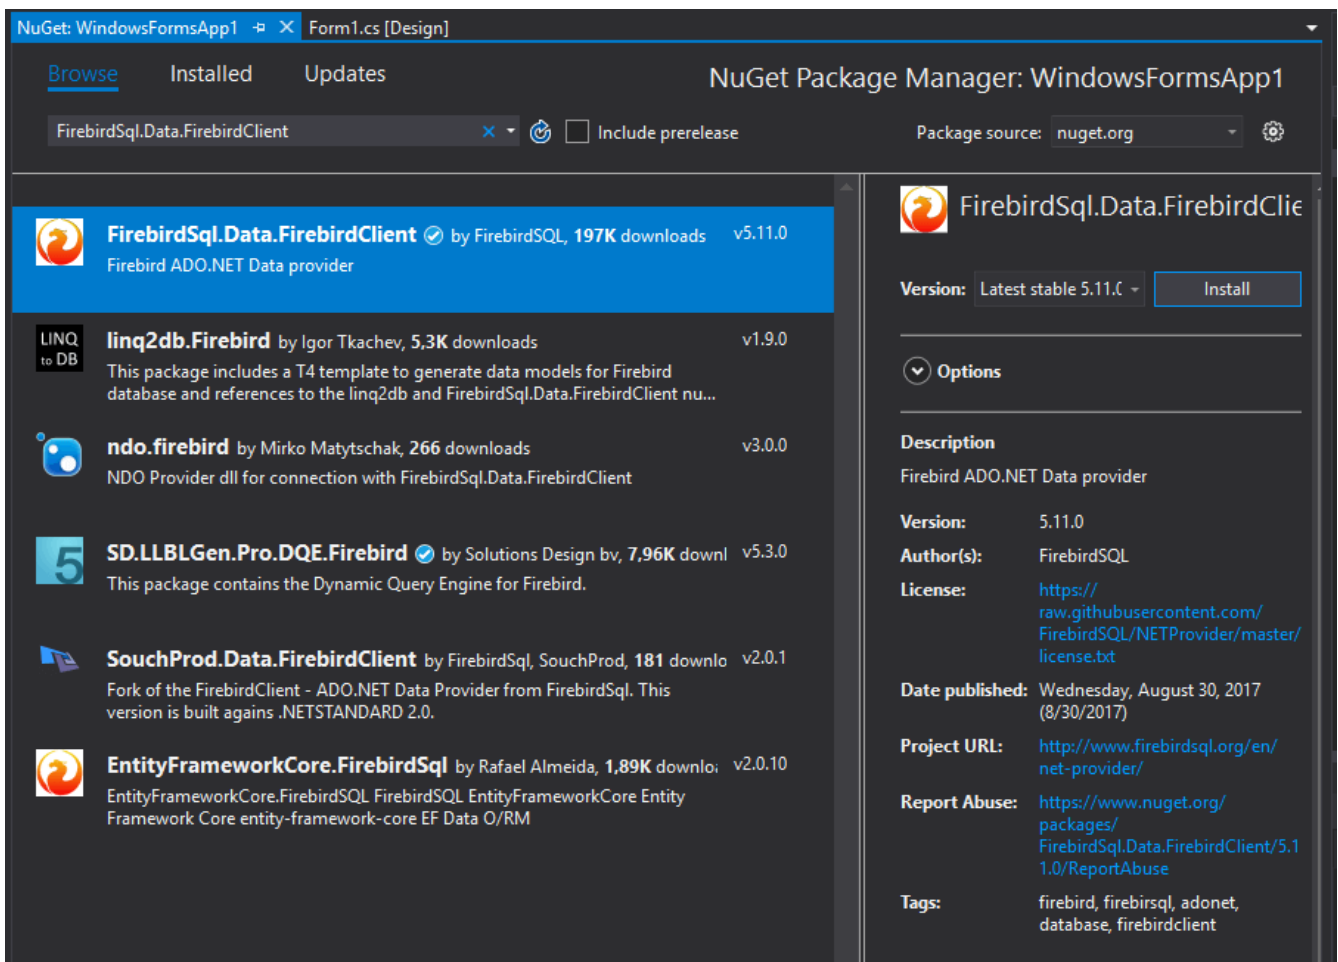 NuGet: WindowsFormsApp1
Form1.cs [Design]
Browse
Installed
Updates
NuGet Package Manager: WindowsFormsApp1
FirebirdSql.Data.FirebirdClient
Include prerelease
Package source:
nuget.org
FirebirdSql.Data.FirebirdClient by FirebirdSQL, 197K downloads
v5.11.0
Firebird ADO.NET Data provider
LINQ
to DB
linq2db.Firebird by Igor Tkachev, 5,3K downloads
v1.9.0
This package includes a T4 template to generate data models for Firebird
database and references to the linq2db and FirebirdSql.Data.FirebirdClient nu...
ndo.firebird by Mirko Matytschak, 266 downloads
v3.0.0
NDO Provider dll for connection with FirebirdSql.Data.FirebirdClient
5
SD.LLBLGen.Pro.DQE.Firebird by Solutions Design bv, 7,96K downl
v5.3.0
This package contains the Dynamic Query Engine for Firebird.
SouchProd.Data.FirebirdClient by FirebirdSql, SouchProd, 181 downlo
v2.0.1
Fork of the FirebirdClient - ADO.NET Data Provider from FirebirdSql. This
version is built agains .NETSTANDARD 2.0.
EntityFrameworkCore.FirebirdSql by Rafael Almeida, 1,89K downloa
v2.0.10
EntityFrameworkCore.FirebirdSQL FirebirdSQL EntityFrameworkCore Entity
Framework Core entity-framework-core EF Data O/RM
FirebirdSql.Data.FirebirdClie
Version:
Latest stable 5.11.0
Install
Options
Description
Firebird ADO.NET Data provider
Version:
5.11.0
Author(s):
FirebirdSQL
License:
https://
raw.githubusercontent.com/
FirebirdSQL/NETProvider/master/
license.txt
Date published:
Wednesday, August 30, 2017
(8/30/2017)
Project URL:
http://www.firebirdsql.org/en/
net-provider/
Report Abuse:
https://www.nuget.org/
packages/
FirebirdSql.Data.FirebirdClient/5.1
1.0/ReportAbuse
Tags:
firebird, firebirsql, adonet,
database, firebirdclient